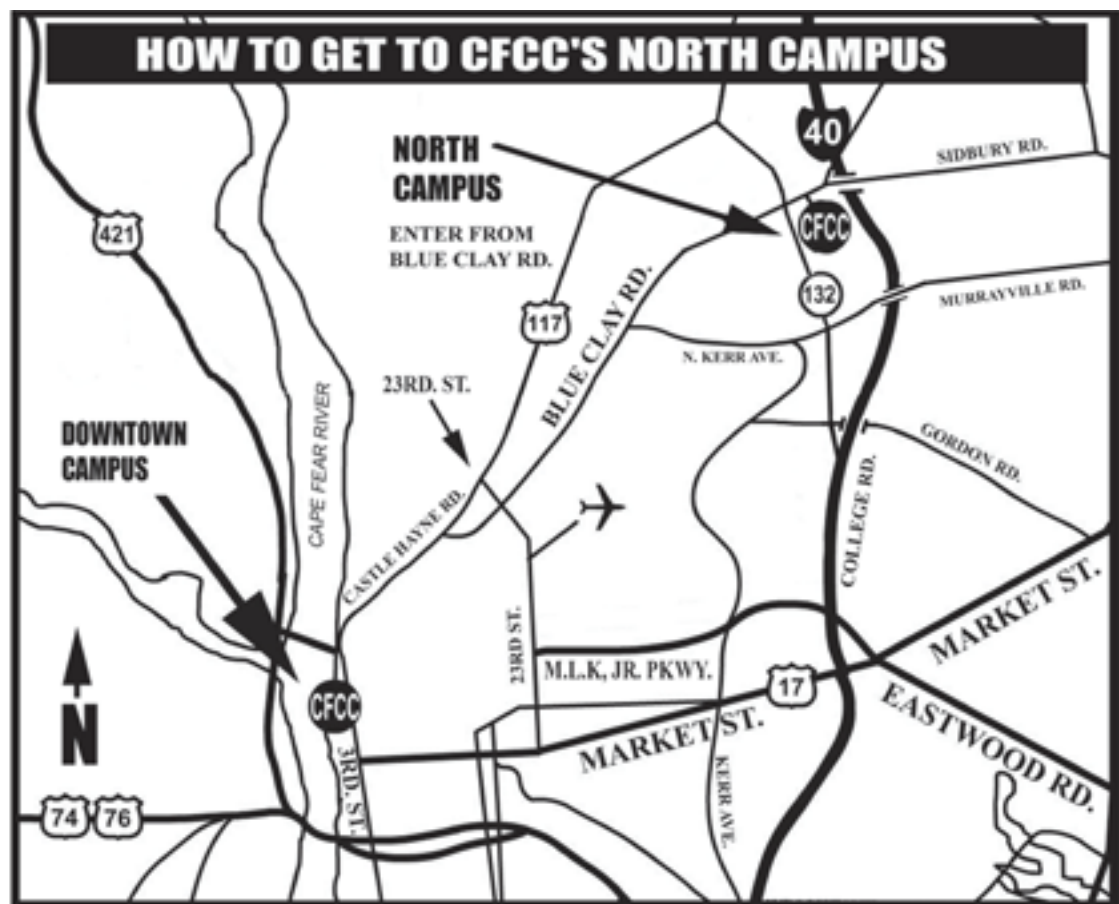 HOW TO GET TO CFCC'S NORTH CAMPUS
40
NORTH
CAMPUS
SIDBURY RD.
421
ENTER FROM
BLUE CLAY RD.
CFCC
132
MURRAYVILLE RD.
117
BLUE CLAY RD.
N. KERR AVE.
23RD. ST.
CAPE FEAR RIVER
DOWNTOWN
CAMPUS
GORDON RD.
COLLEGE RD.
CASTLE HAYNE RD.
MARKET ST.
23RD ST.
M.L.K, JR. PKWY.
17
CFCC
N
MARKET ST.
EASTWOOD RD.
3RD. ST.
KERR AVE.
74
76